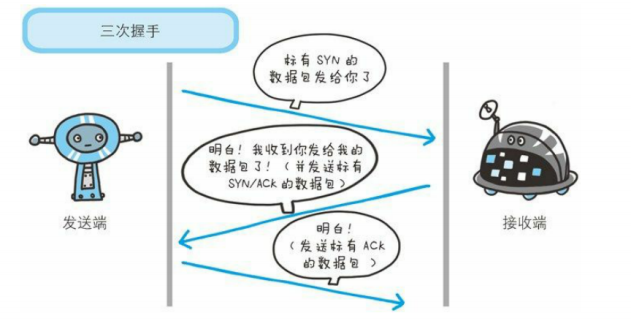 三次握手
标有 SYN 的
数据包发给你了
发送端
明白！我收到你发给我的
数据包了！（并发送标有
SYN/ACK 的数据包）
接收端
明白！
（发送标有 ACK
的数据包 ）